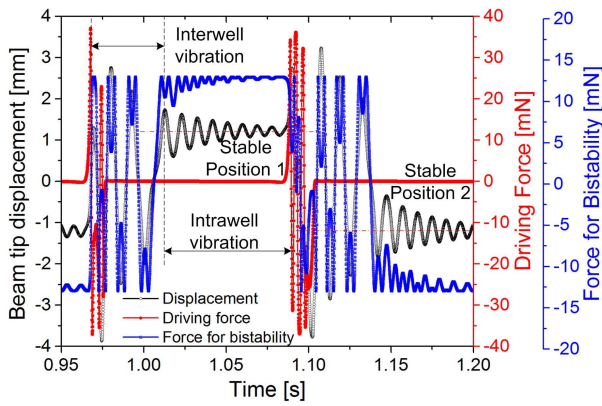 Interwell
vibration
Stable
Position 1
Stable
Position 2
Intrawell
vibration
Displacement
Driving force
Force for bistability
Beam tip displacement [mm]
4
3
2
1
0
-1
-2
-3
-4
0.95
1.00
1.05
1.10
1.15
1.20
Time [s]
40
30
20
10
0
-10
-20
-30
-40
Driving Force [mN]
20
15
10
5
0
-5
-10
-15
-20
Force for Bistability [mN]